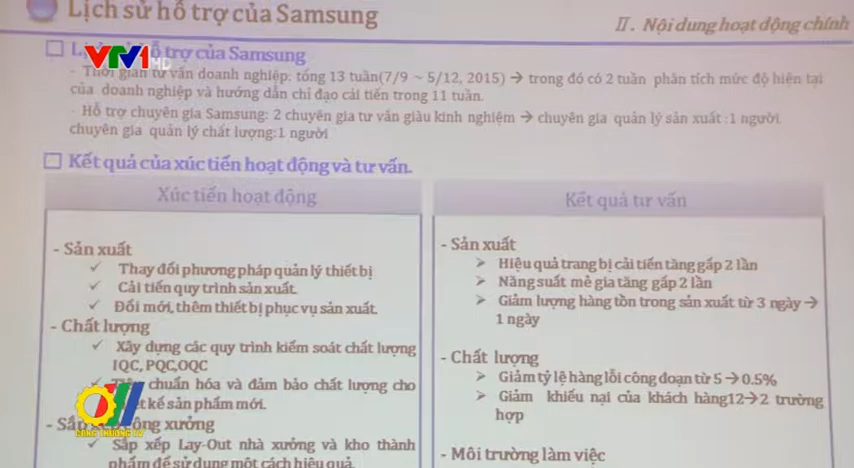 Lịch sử hỗ trợ của Samsung
II. Nội dung hoạt động chính
hỗ trợ của Samsung
VTV1
HD
- Thời gian tư vấn doanh nghiệp: tổng 13 tuần(7/9 ~ 5/12, 2015) → trong đó có 2 tuần phân tích mức độ hiện tại
của doanh nghiệp và hướng dẫn chỉ đạo cải tiến trong 11 tuần.
- Hỗ trợ chuyên gia Samsung: 2 chuyên gia tư vấn giàu kinh nghiệm → chuyên gia quản lý sản xuất :1 người.
chuyên gia quản lý chất lượng:1 người
Kết quả của xúc tiến hoạt động và tư vấn.
Xúc tiến hoạt động
- Sản xuất
✓ Thay đổi phương pháp quản lý thiết bị
✓ Cải tiến quy trình sản xuất.
✓ Đổi mới, thêm thiết bị phục vụ sản xuất.
- Chất lượng
✓ Xây dựng các quy trình kiểm soát chất lượng
IQC, PQC,OQC
chuẩn hóa và đảm bảo chất lượng cho
kế sản phẩm mới.
- Sắp xưởng
✓ Sắp xếp Lay-Out nhà xưởng và kho thành
phẩm để sử dụng một cách hiệu quả.
Kết quả tư vấn
- Sản xuất
➢ Hiệu quả trang bị cải tiến tăng gấp 2 lần
➢ Năng suất mẻ gia tăng gấp 2 lần
➢ Giảm lượng hàng tồn trong sản xuất từ 3 ngày →
1 ngày
- Chất lượng
➢ Giảm tỷ lệ hàng lỗi công đoạn từ 5 → 0.5%
➢ Giảm khiếu nại của khách hàng12→2 trường
hợp
- Môi trường làm việc
CÔNG THƯƠNG